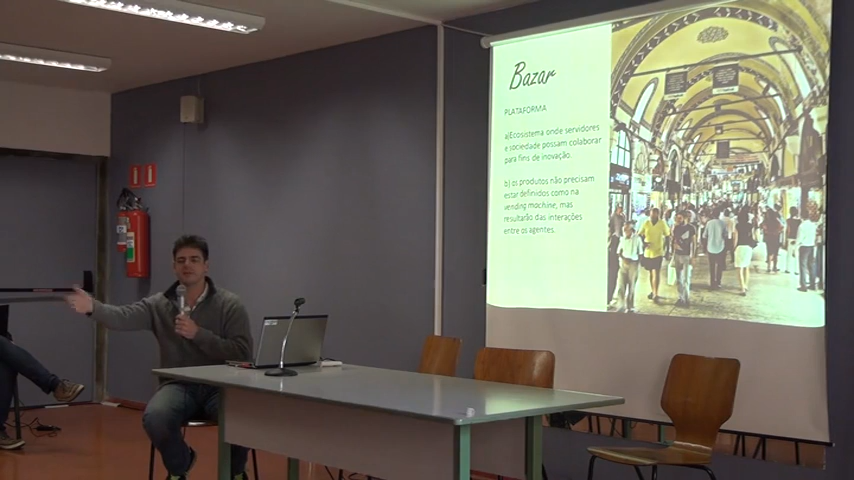 Bazar
PLATAFORMA
a)Ecossistema onde servidores
e sociedade possam colaborar
para fins de inovação.
b) os produtos não precisam
estar definidos como na
vending machine, mas
resultarão das interações
entre os agentes.